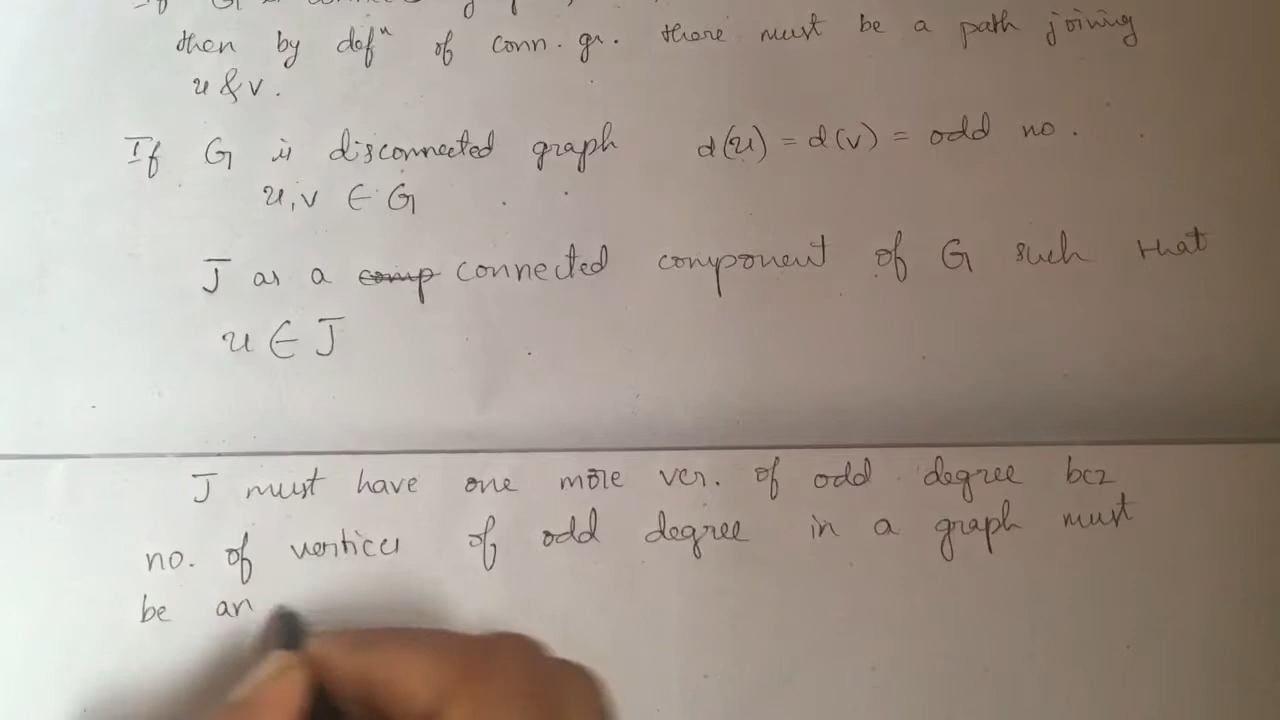 then by defⁿ of conn. gr. there must be a path joining
u & v.
If G is disconnected graph d(u) = d(v) = odd no.
u, v ∈ G
J as a comp connected component of G such that
u ∈ J
J must have one more ver. of odd degree bcz
no. of vertices of odd degree in a graph must
be an